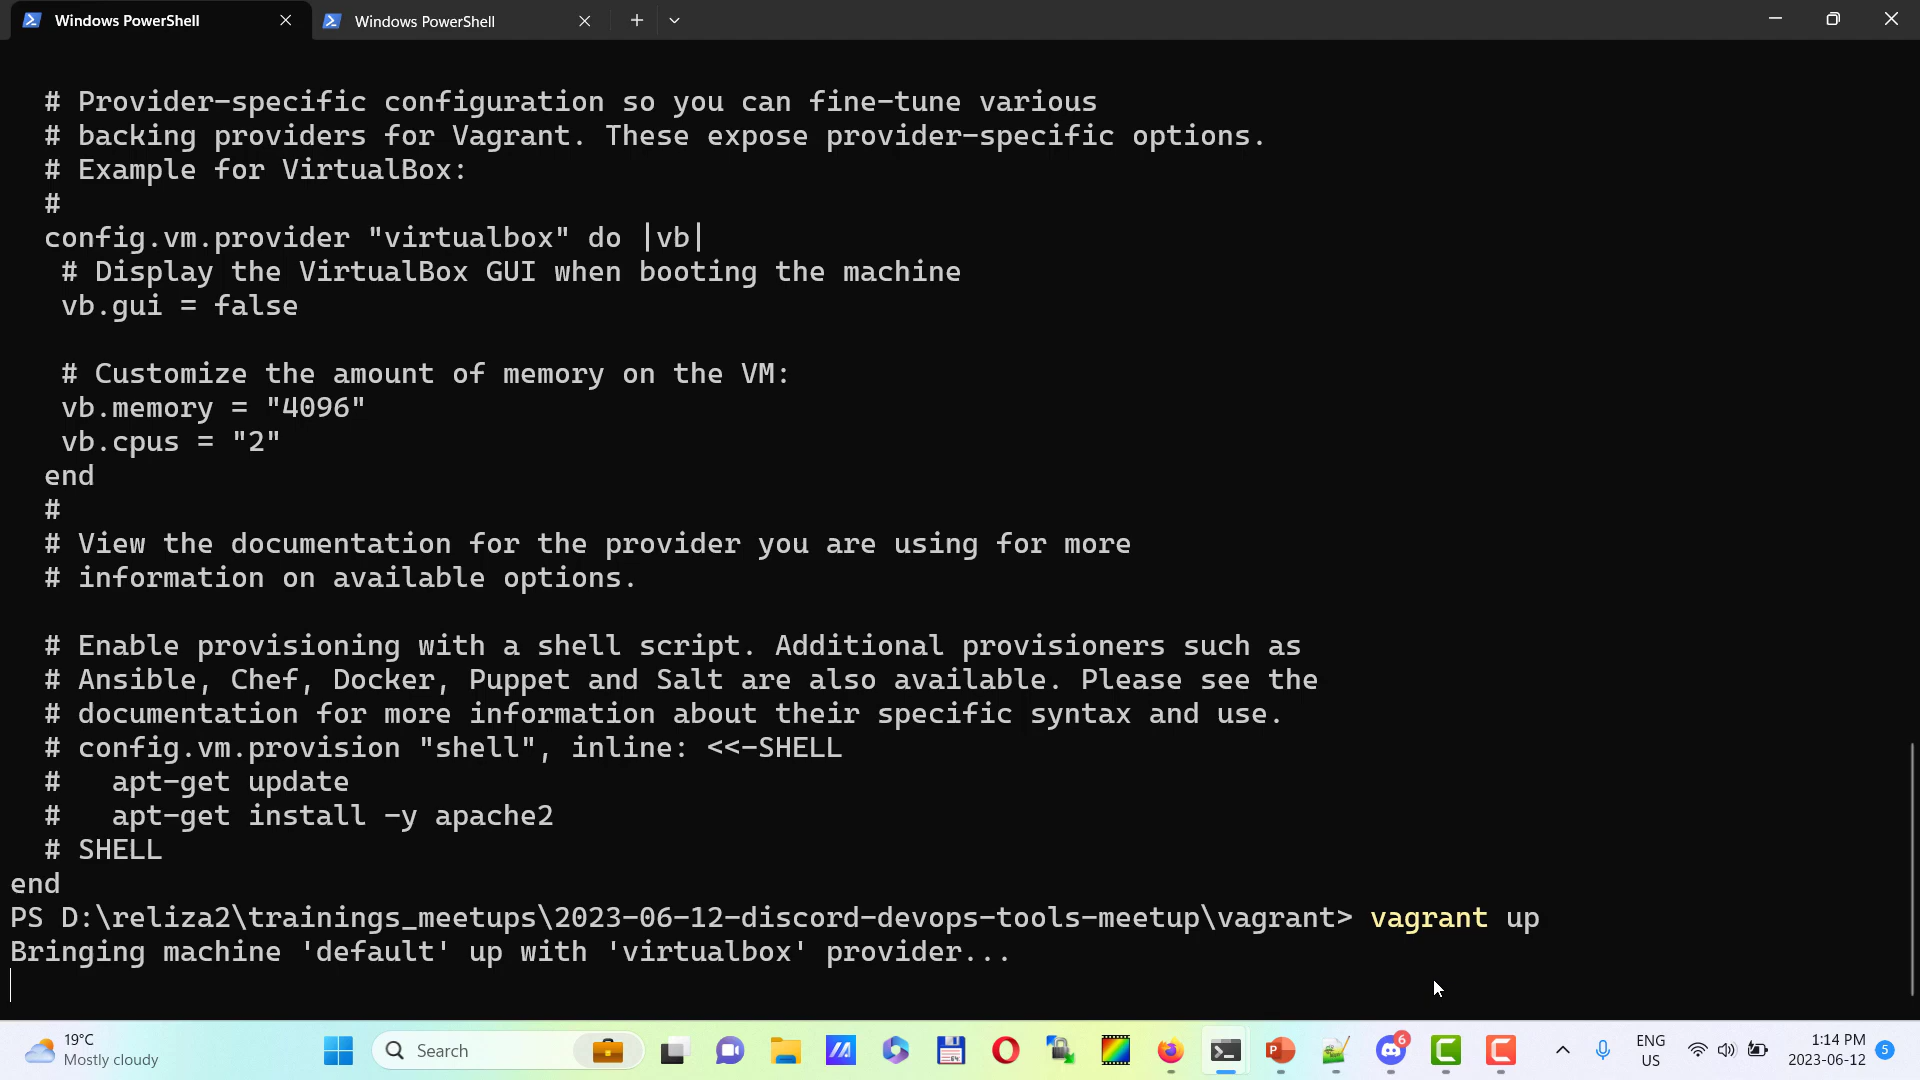 Windows PowerShell
Windows PowerShell
# Provider-specific configuration so you can fine-tune various
# backing providers for Vagrant. These expose provider-specific options.
# Example for VirtualBox:
#
config.vm.provider "virtualbox" do |vb|
# Display the VirtualBox GUI when booting the machine
vb.gui = false
# Customize the amount of memory on the VM:
vb.memory = "4096"
vb.cpus = "2"
end
#
# View the documentation for the provider you are using for more
# information on available options.
# Enable provisioning with a shell script. Additional provisioners such as
# Ansible, Chef, Docker, Puppet and Salt are also available. Please see the
# documentation for more information about their specific syntax and use.
# config.vm.provision "shell", inline: <<-SHELL
#   apt-get update
#   apt-get install -y apache2
# SHELL
end
PS D:\reliza2\trainings_meetups\2023-06-12-discord-devops-tools-meetup\vagrant> vagrant up
Bringing machine 'default' up with 'virtualbox' provider...
19°C
Mostly cloudy
Search
64
P
6
ENG
US
1:14 PM
2023-06-12
5